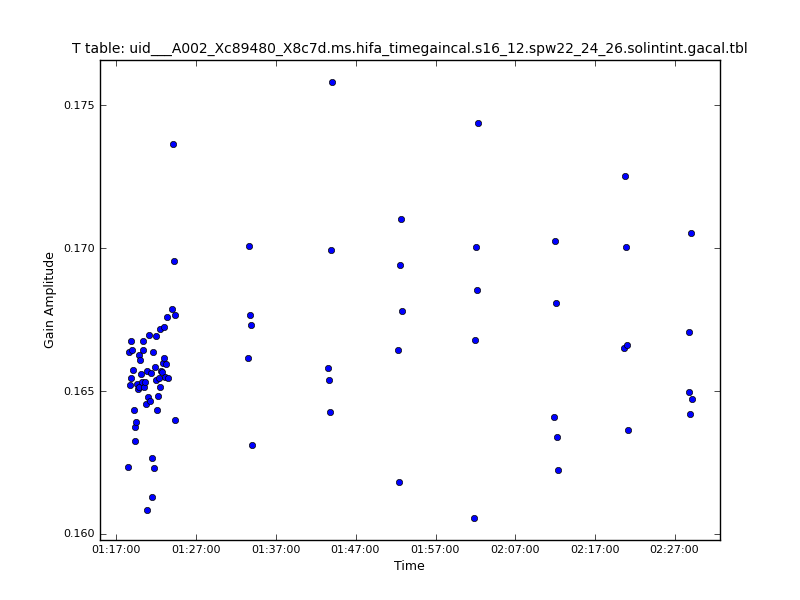 T table: uid___A002_Xc89480_X8c7d.ms.hifa_timegaincal.s16_12.spw22_24_26.solintint.gacal.tbl
0.175
0.170
0.165
0.160
Gain Amplitude
01:17:00 01:27:00 01:37:00 01:47:00 01:57:00 02:07:00 02:17:00 02:27:00
Time